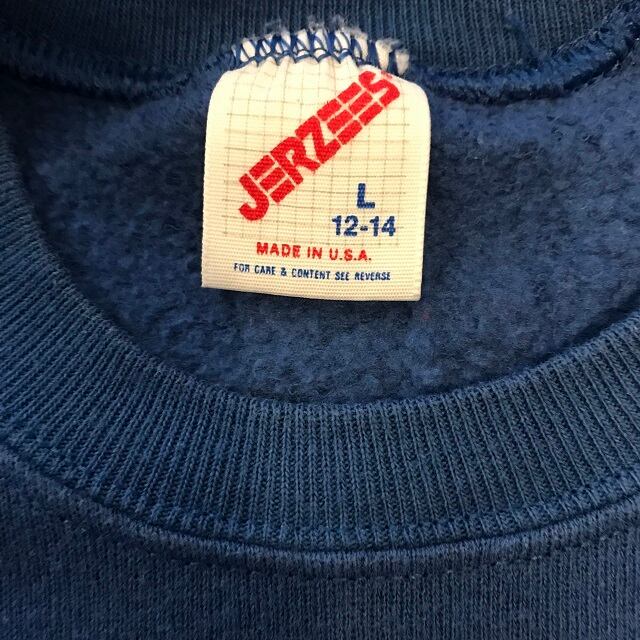 JERZEES
L
12-14
MADE IN U.S.A.
FOR CARE & CONTENT SEE REVERSE